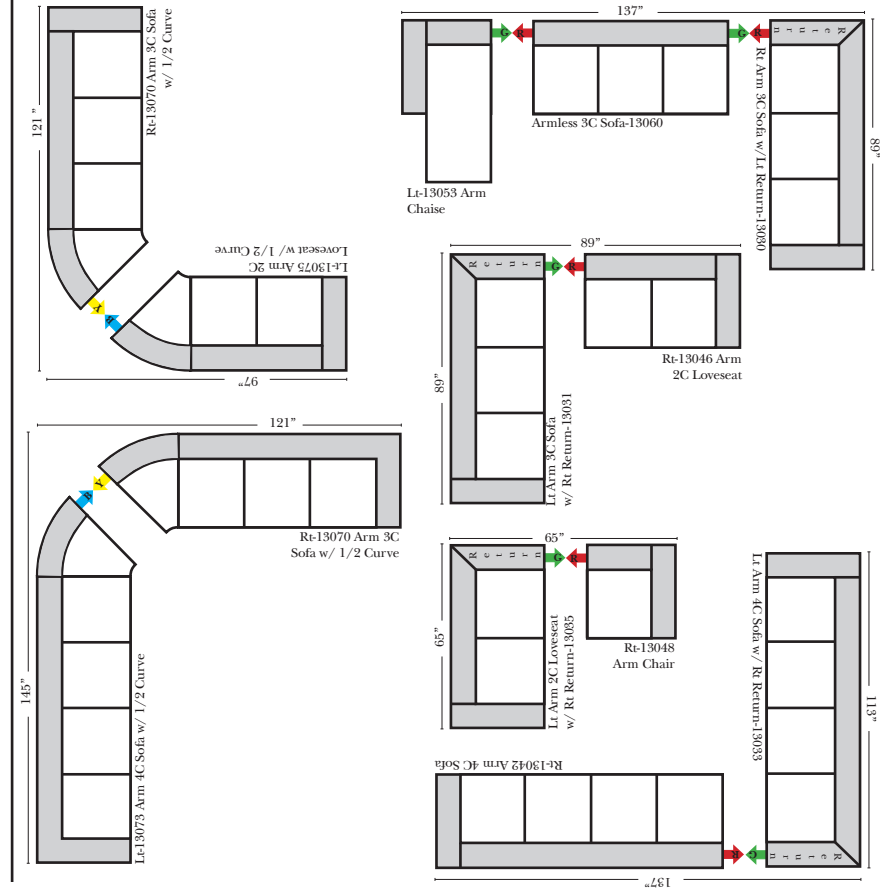 121"
Rt-13070 Arm 3C Sofa
w/ 1/2 Curve
Lt-13075 Arm 2C
Loveseat w/ 1/2 Curve
Y
B
97"
137"
G
R
G
R
Return
Lt-13053 Arm
Chaise
Armless 3C Sofa-13060
Rt Arm 3C Sofa w/Lt Return-13030
89"
89"
Return
G
R
89"
Lt Arm 3C Sofa
w/ Rt Return-13031
Rt-13046 Arm
2C Loveseat
121"
B
Y
145"
Rt-13070 Arm 3C
Sofa w/ 1/2 Curve
Lt-13073 Arm 4C Sofa w/ 1/2 Curve
65"
Return
G
R
65"
Lt Arm 2C Loveseat
w/ Rt Return-13035
Rt-13048
Arm Chair
Lt Arm 4C Sofa w/ Rt Return-13033
113"
Rt-13042 Arm 4C Sofa
R
G
Return
137"